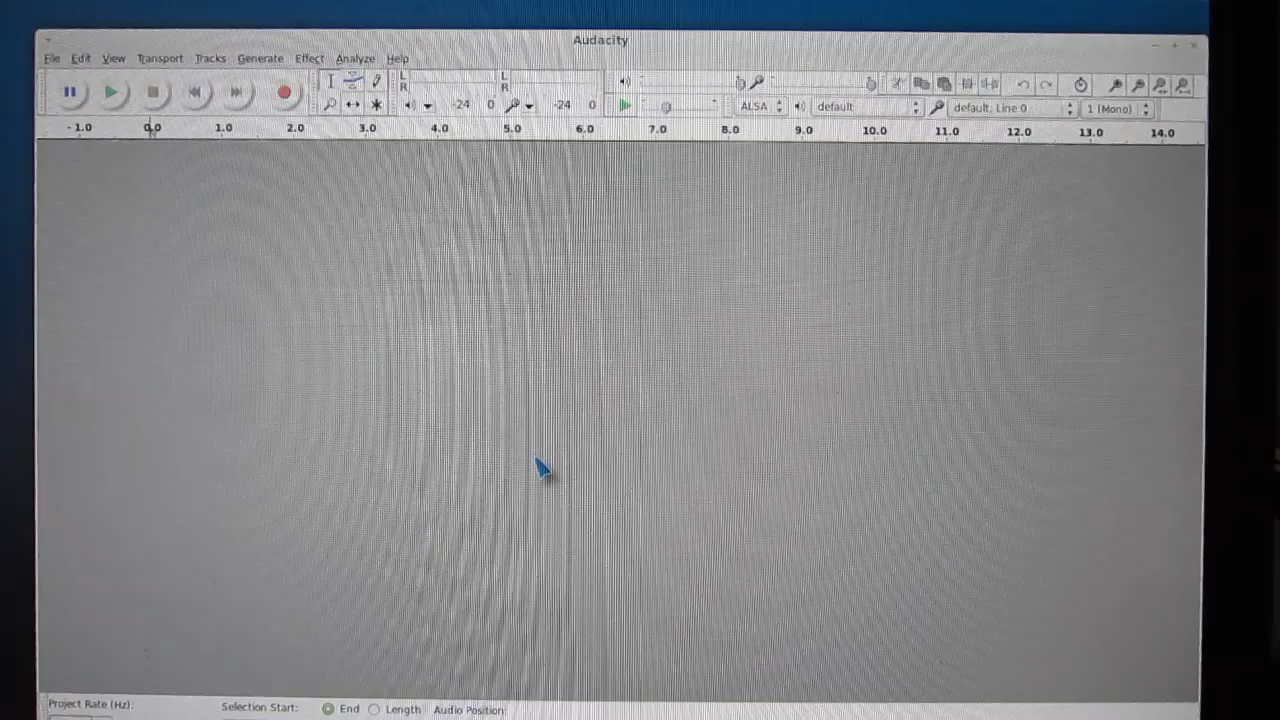 Audacity
File Edit View Transport Tracks Generate Effect Analyze Help
L
R
L
R
-24 0 -24 0
ALSA default default: Line:0 1 (Mono)
-1.0 0.0 1.0 2.0 3.0 4.0 5.0 6.0 7.0 8.0 9.0 10.0 11.0 12.0 13.0 14.0
Project Rate (Hz): Selection Start: End Length Audio Position: